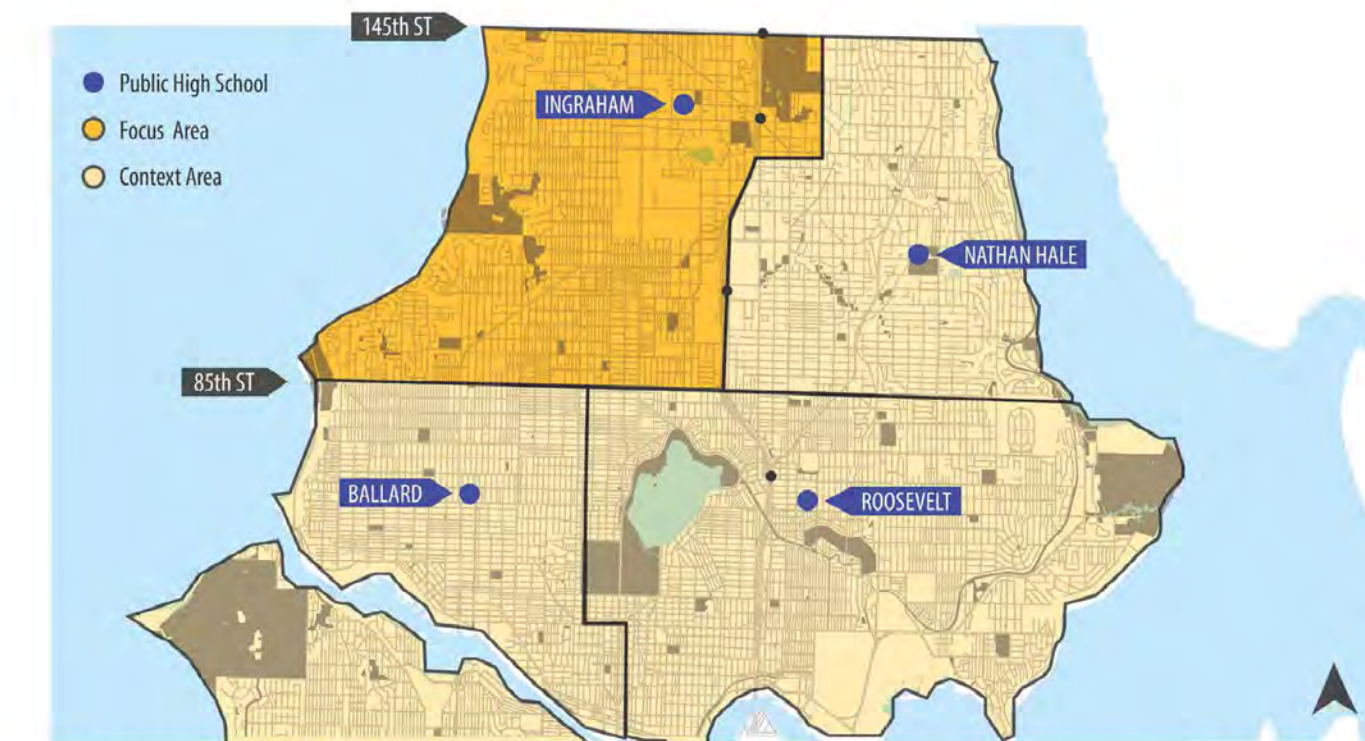 145th ST
Public High School
INGRAHAM
Focus Area
Context Area
NATHAN HALE
85th ST
BALLARD
ROOSEVELT